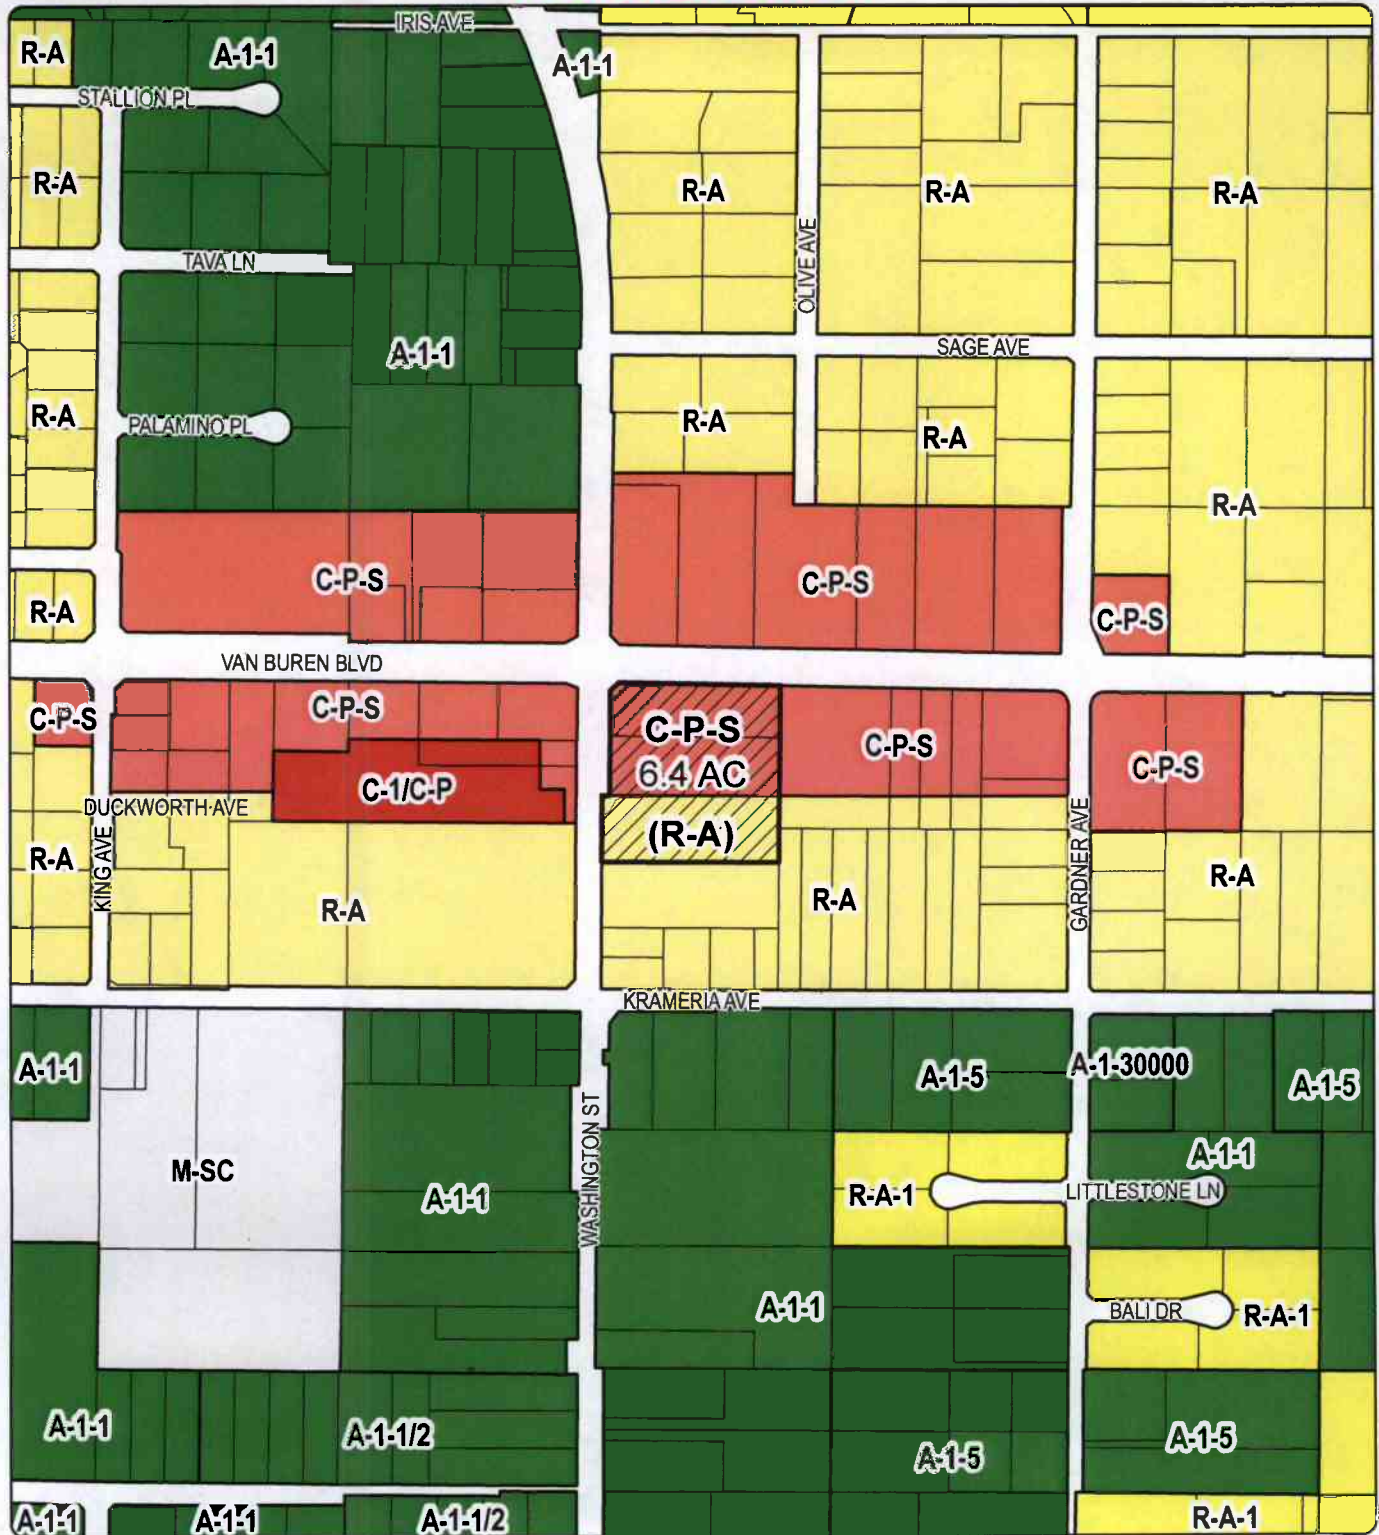 IRIS AVE
R-A
A-1-1
A-1-1
STALLION PL
R-A
R-A
R-A
R-A
OLIVE AVE
TAVA LN
A-1-1
SAGE AVE
R-A
PALAMINO PL
R-A
R-A
R-A
C-P-S
C-P-S
R-A
C-P-S
VAN BUREN BLVD
C-P-S
C-P-S
C-P-S
6.4 AC
C-P-S
C-P-S
C-1/C-P
DUCKWORTH AVE
(R-A)
KING AVE
GARDNER AVE
R-A
R-A
R-A
R-A
KRAMERIA AVE
A-1-1
A-1-5
A-1-30000
A-1-5
WASHINGTON ST
M-SC
A-1-1
A-1-1
R-A-1
LITTLESTONE LN
A-1-1
BALI DR
R-A-1
A-1-1
A-1-1/2
A-1-5
A-1-5
A-1-1
A-1-1
A-1-1/2
R-A-1